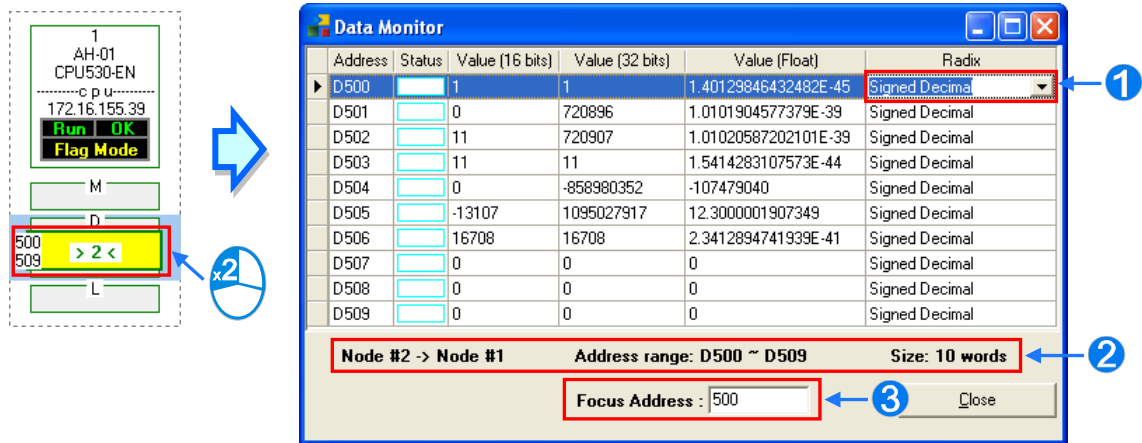 1
AH-01
CPU530-EN
---------c p u---------
172.16.155.39
Run OK
Flag Mode
M
D
500
509
> 2 <
L
x2
Data Monitor
Address Status Value (16 bits) Value (32 bits) Value (Float) Radix
D500 1 1 1.40129846432482E-45 Signed Decimal
D501 0 720896 1.0101904577379E-39 Signed Decimal
D502 11 720907 1.01020587202101E-39 Signed Decimal
D503 11 11 1.5414283107573E-44 Signed Decimal
D504 0 -858980352 -107479040 Signed Decimal
D505 -13107 1095027917 12.3000001907349 Signed Decimal
D506 16708 16708 2.3412894741939E-41 Signed Decimal
D507 0 0 0 Signed Decimal
D508 0 0 0 Signed Decimal
D509 0 0 0 Signed Decimal
1
Node #2 -> Node #1 Address range: D500 ~ D509 Size: 10 words
2
Focus Address : 500
3
Close